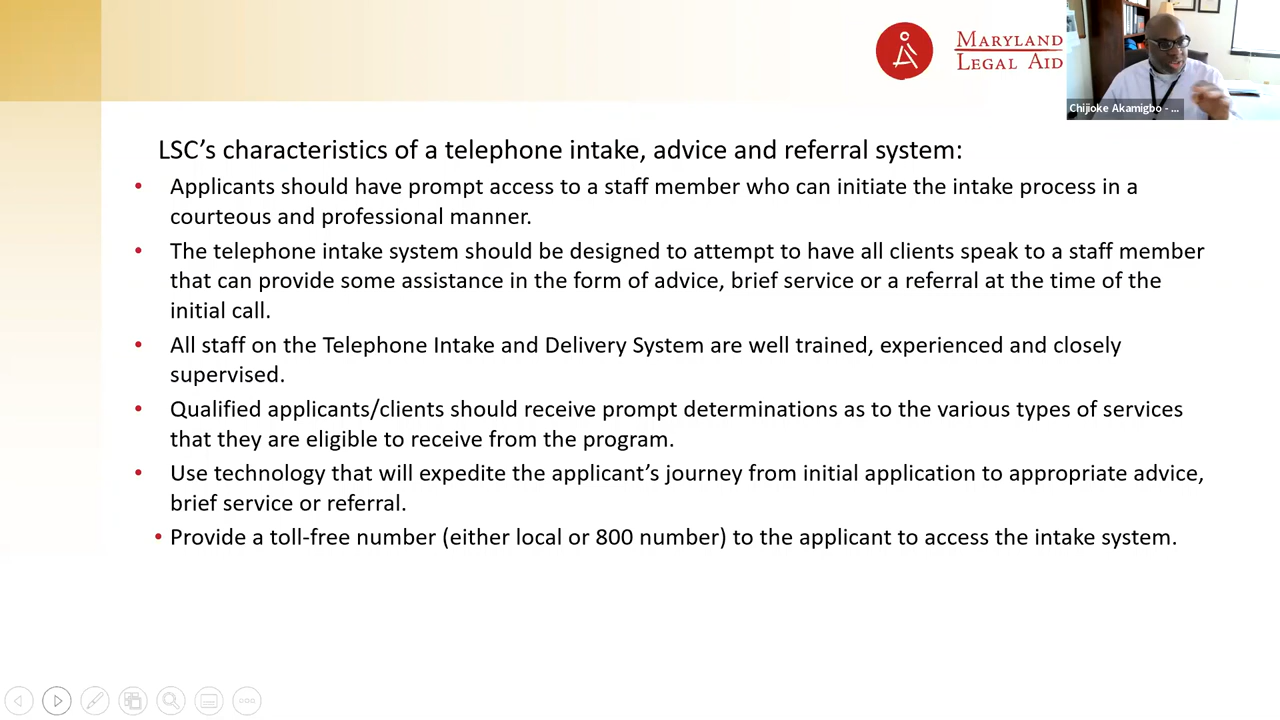 MARYLAND
LEGAL AID
Chijioke Akamigbo - ...
LSC’s characteristics of a telephone intake, advice and referral system:
• Applicants should have prompt access to a staff member who can initiate the intake process in a
courteous and professional manner.
• The telephone intake system should be designed to attempt to have all clients speak to a staff member
that can provide some assistance in the form of advice, brief service or a referral at the time of the
initial call.
• All staff on the Telephone Intake and Delivery System are well trained, experienced and closely
supervised.
• Qualified applicants/clients should receive prompt determinations as to the various types of services
that they are eligible to receive from the program.
• Use technology that will expedite the applicant’s journey from initial application to appropriate advice,
brief service or referral.
• Provide a toll-free number (either local or 800 number) to the applicant to access the intake system.